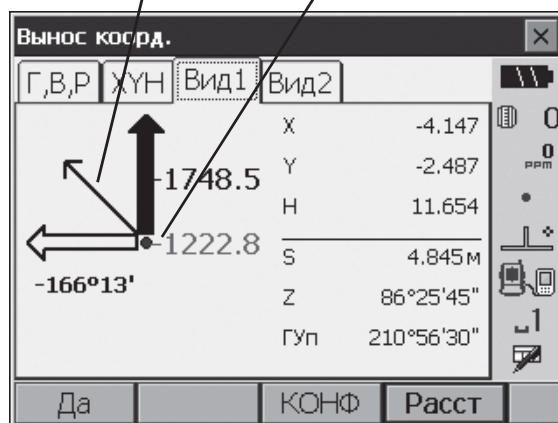 Вынос коорд.
Г,В,Р XYH Вид1 Вид2
X -4.147
Y -2.487
H 11.654
S 4.845 м
Z 86°25'45"
ГУп 210°56'30"
-1748.5
-1222.8
-166°13'
0
0
PPM
1
Да КОНФ Расст